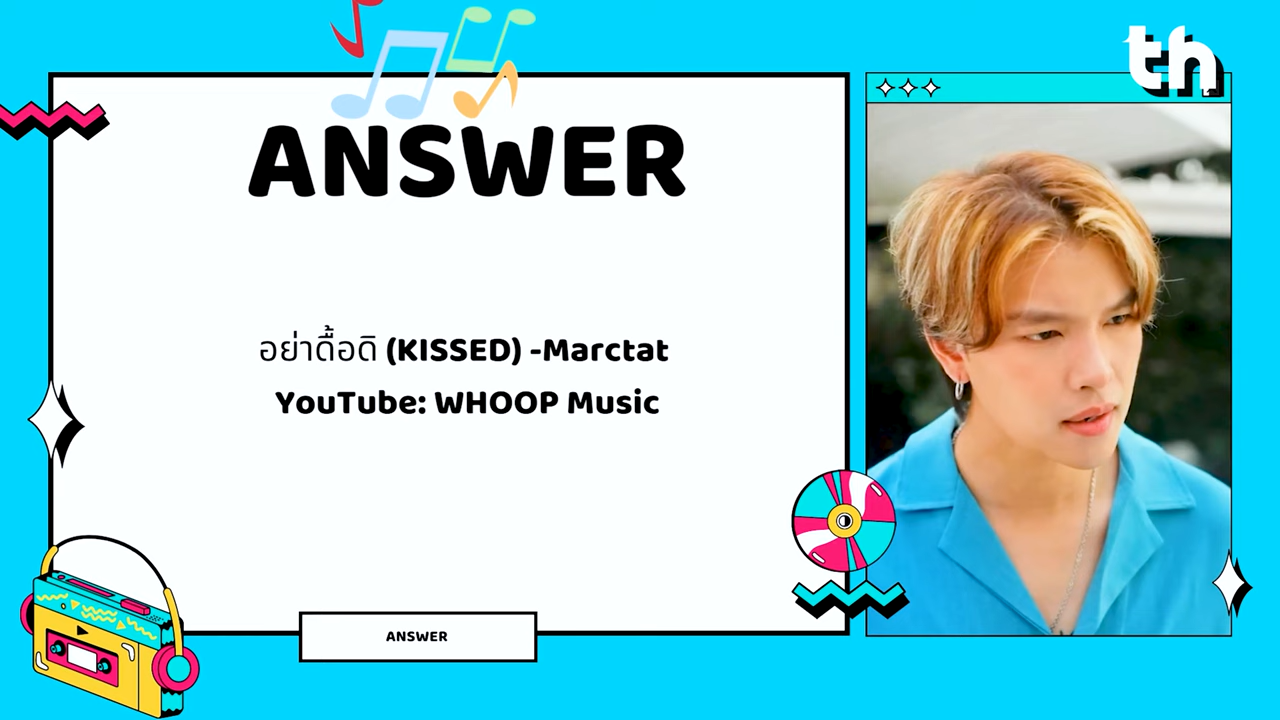 th
ANSWER
อย่าดื้อดิ (KISSED) -Marctat
YouTube: WHOOP Music
ANSWER